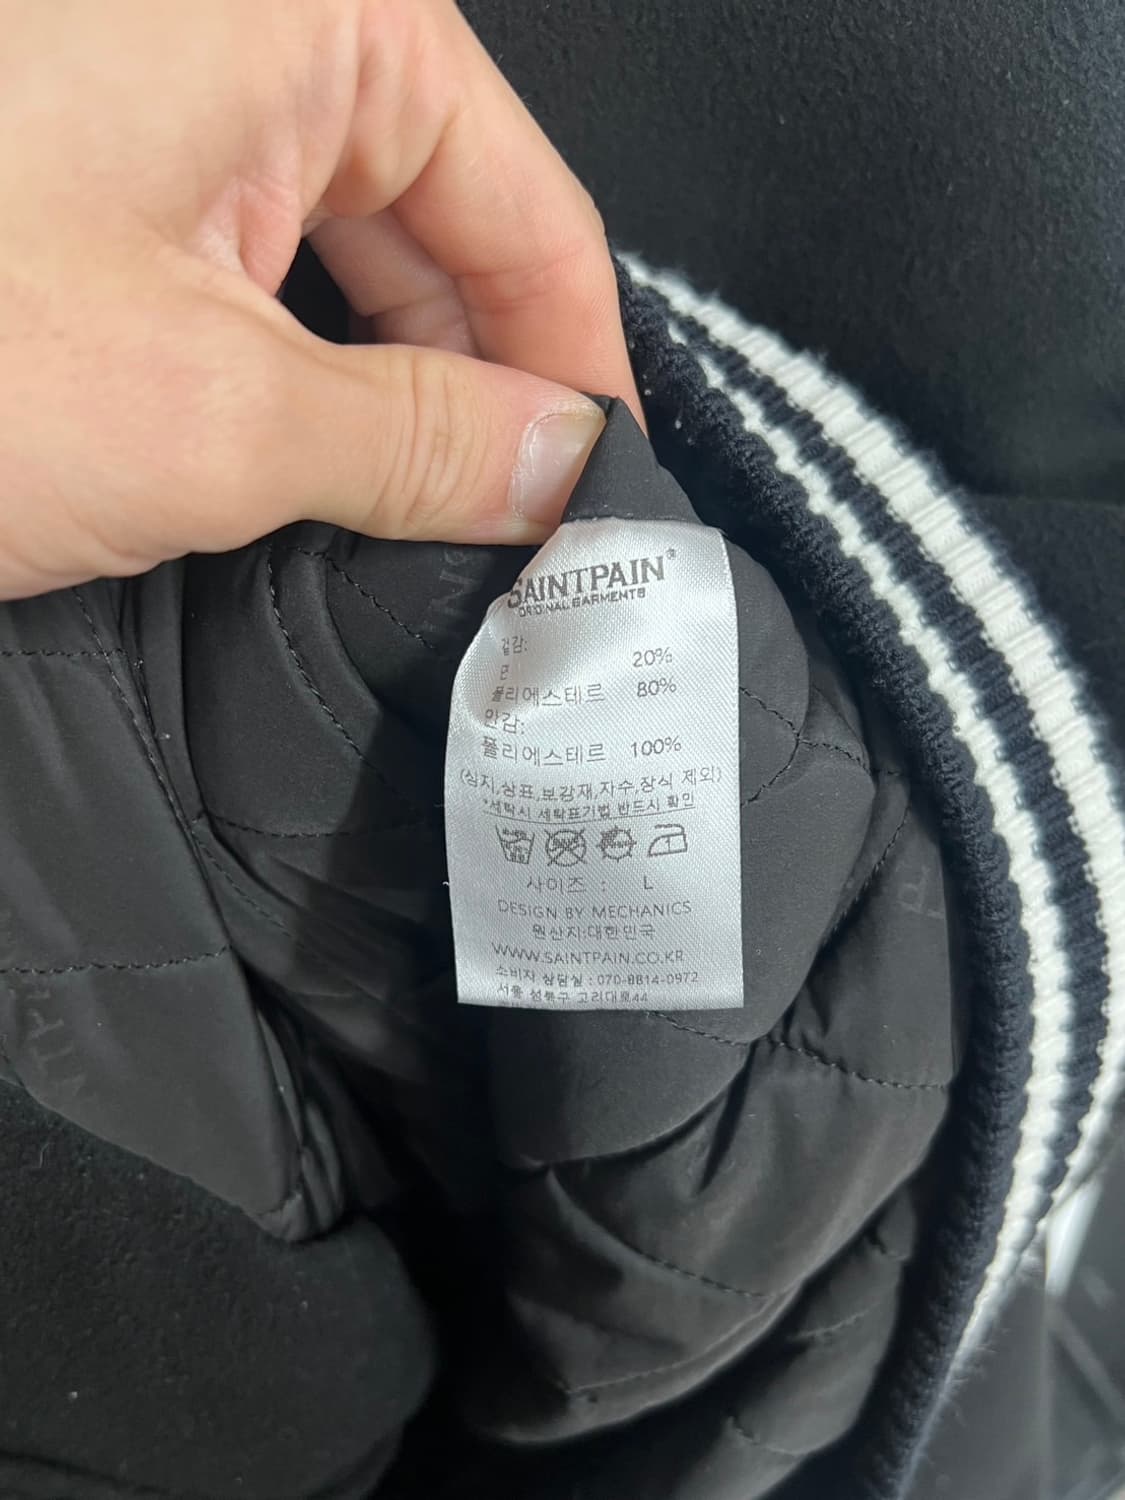 SAINTPAIN®
ORIGINAL GARMENTS
겉감:
면 20%
폴리에스테르 80%
안감:
폴리에스테르 100%
(심지,상표,보강재,자수,장식 제외)
*세탁시 세탁표기법 반드시 확인
사이즈 : L
DESIGN BY MECHANICS
원산지:대한민국
WWW.SAINTPAIN.CO.KR
소비자 상담실 : 070-8814-0972
서울 성북구 고려대로44